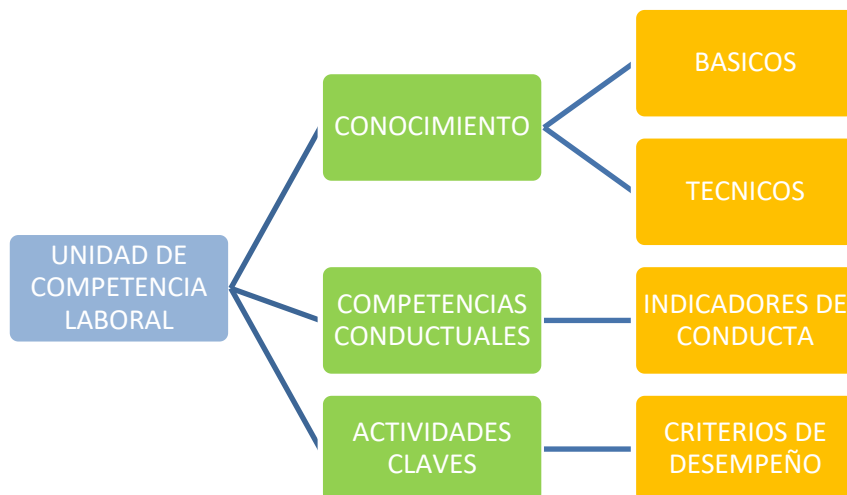 UNIDAD DE
COMPETENCIA
LABORAL
CONOCIMIENTO
BASICOS
TECNICOS
COMPETENCIAS
CONDUCTUALES
INDICADORES DE
CONDUCTA
ACTIVIDADES
CLAVES
CRITERIOS DE
DESEMPEÑO